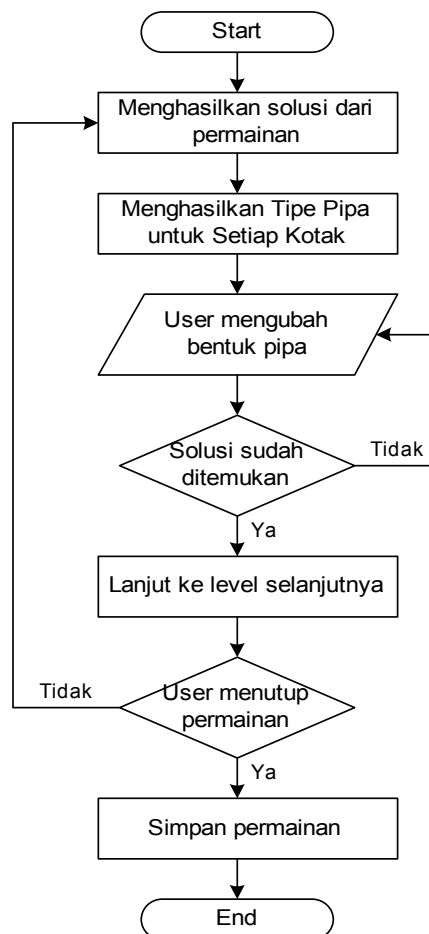 Start
Menghasilkan solusi dari
permainan
Menghasilkan Tipe Pipa
untuk Setiap Kotak
User mengubah
bentuk pipa
Solusi sudah
ditemukan
Tidak
Ya
Lanjut ke level selanjutnya
Tidak
User menutup
permainan
Ya
Simpan permainan
End